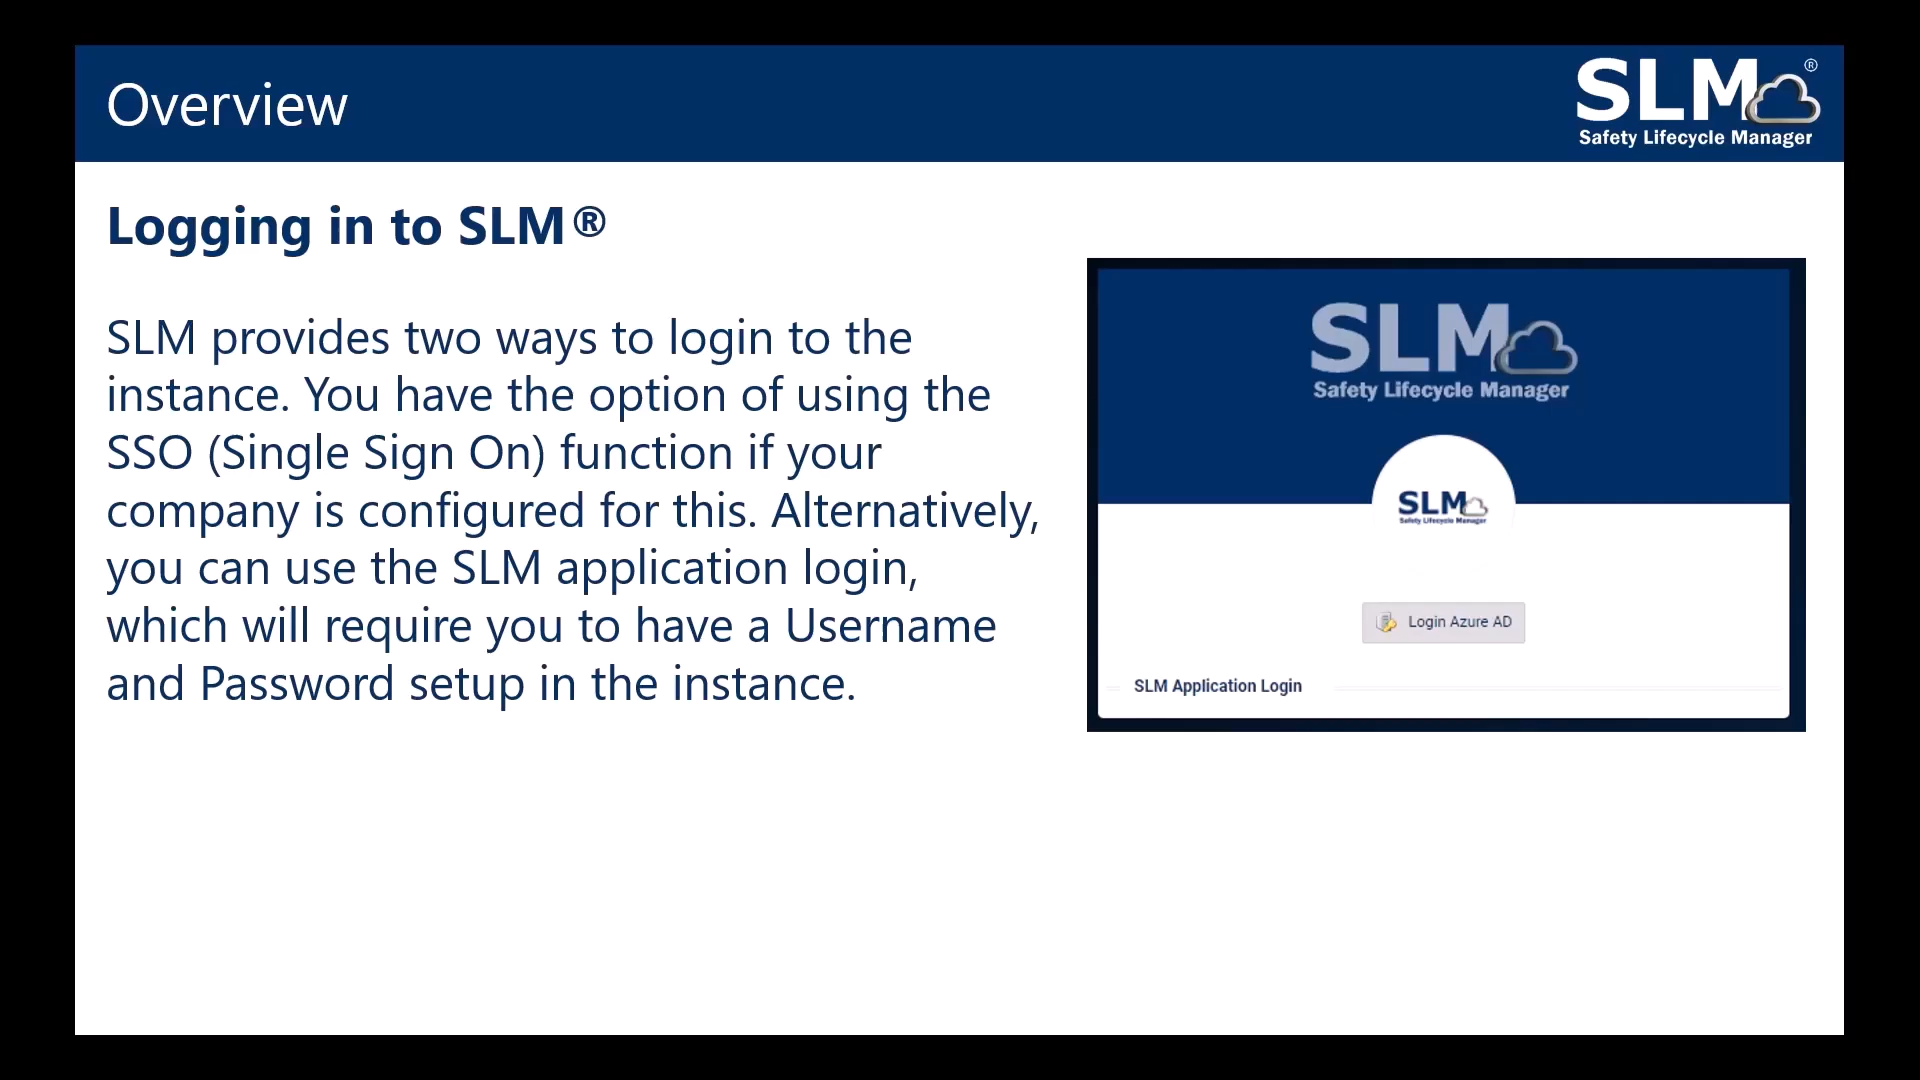 Overview
SLM®
Safety Lifecycle Manager
Logging in to SLM®
SLM provides two ways to login to the
instance. You have the option of using the
SSO (Single Sign On) function if your
company is configured for this. Alternatively,
you can use the SLM application login,
which will require you to have a Username
and Password setup in the instance.
SLM
Safety Lifecycle Manager
SLM
Safety Lifecycle Manager
Login Azure AD
SLM Application Login